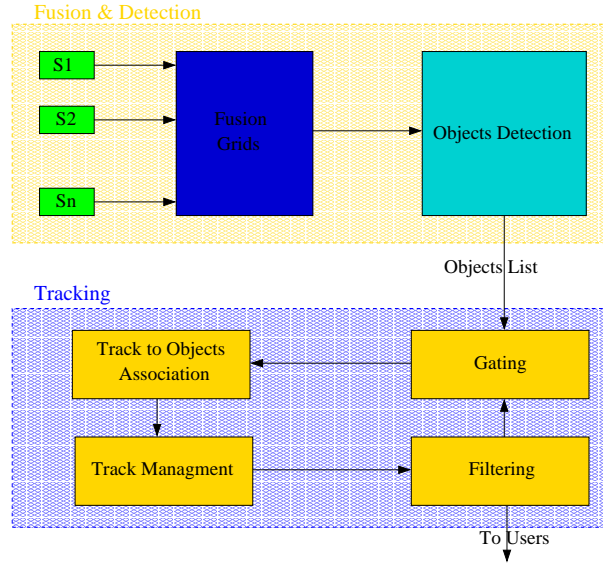 Fusion & Detection
S1
S2
Sn
Fusion
Grids
Objects Detection
Objects List
Tracking
Track to Objects
Association
Gating
Track Managment
Filtering
To Users